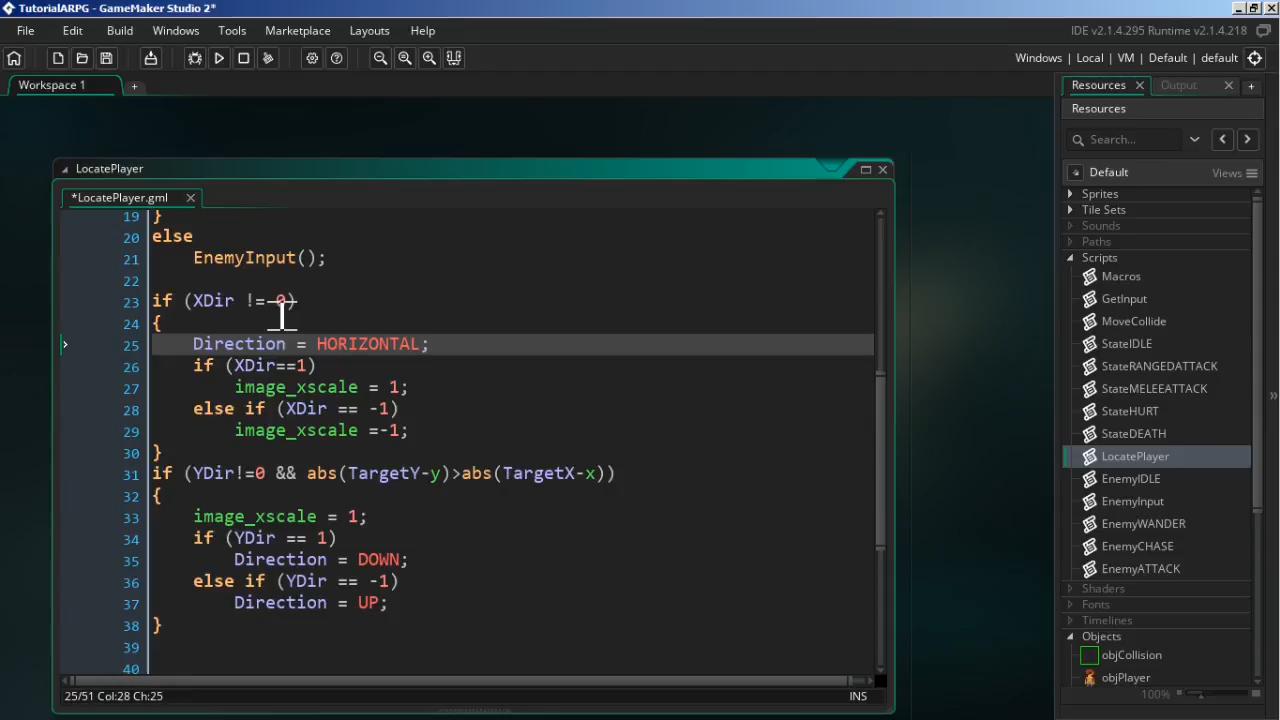 TutorialARPG - GameMaker Studio 2*
File Edit Build Windows Tools Marketplace Layouts Help
IDE v2.1.4.295 Runtime v2.1.4.218
Windows | Local | VM | Default | default
Workspace 1
Resources
Output
Resources
Search...
Default
Views
Sprites
Tile Sets
Sounds
Paths
Scripts
Macros
GetInput
MoveCollide
StateIDLE
StateRANGEDATTACK
StateMELEEATTACK
StateHURT
StateDEATH
LocatePlayer
EnemyIDLE
EnemyInput
EnemyWANDER
EnemyCHASE
EnemyATTACK
Shaders
Fonts
Timelines
Objects
objCollision
objPlayer
100%
LocatePlayer
*LocatePlayer.gml
19 }
20 else
21 EnemyInput();
22
23 if (XDir != 0)
24 {
25 Direction = HORIZONTAL;
26 if (XDir==1)
27 image_xscale = 1;
28 else if (XDir == -1)
29 image_xscale =-1;
30 }
31 if (YDir!=0 && abs(TargetY-y)>abs(TargetX-x))
32 {
33 image_xscale = 1;
34 if (YDir == 1)
35 Direction = DOWN;
36 else if (YDir == -1)
37 Direction = UP;
38 }
39
40
25/51 Col:28 Ch:25
INS